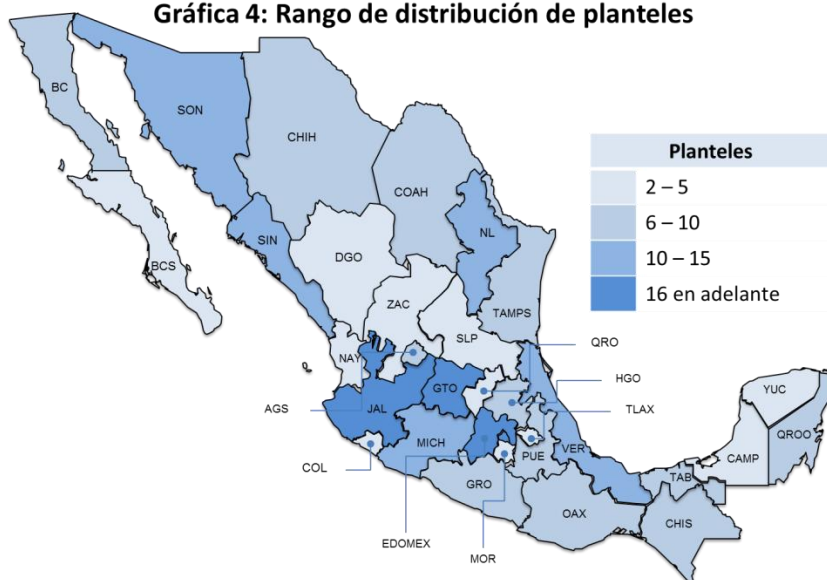 Gráfica 4: Rango de distribución de planteles
BC
SON
CHIH
COAH
Planteles
2 – 5
6 – 10
10 – 15
16 en adelante
SIN
NL
DGO
BCS
ZAC
TAMPS
SLP
NAY
QRO
HGO
TLAX
AGS
JAL
GTO
YUC
QROO
CAMP
MICH
VER
PUE
COL
GRO
TAB
OAX
CHIS
EDOMEX
MOR